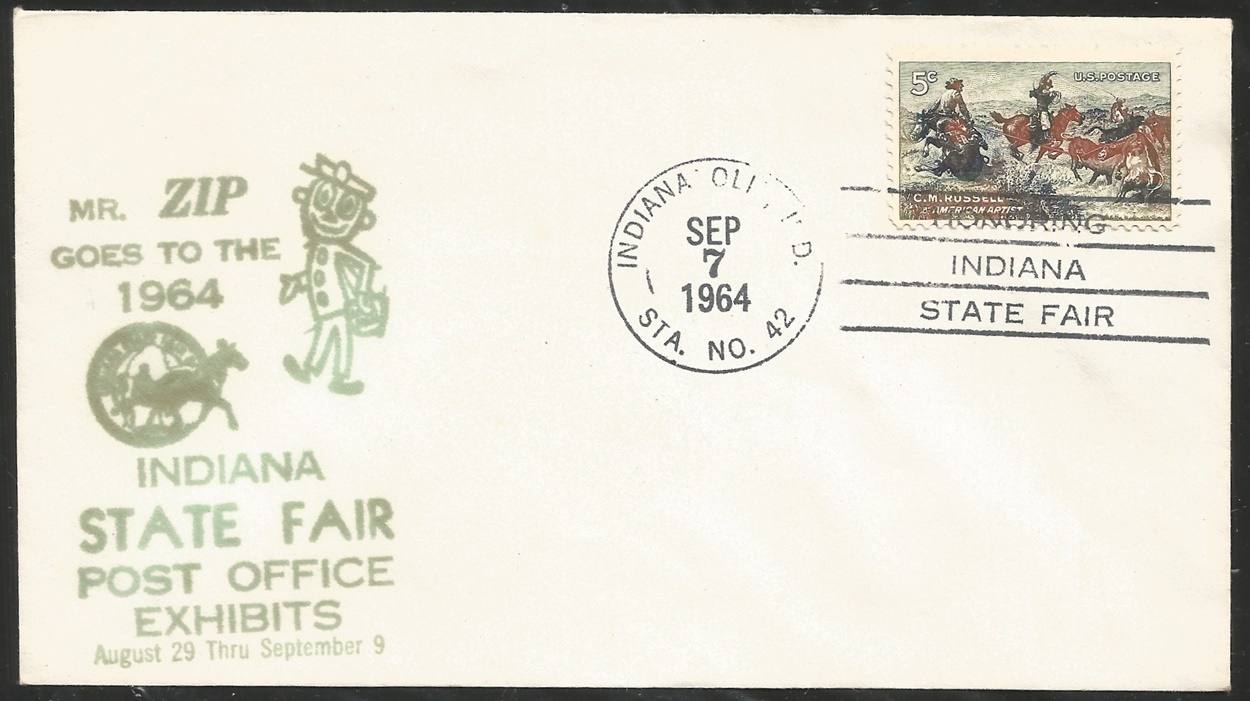 MR. ZIP
GOES TO THE
1964
INDIANA
STATE FAIR
POST OFFICE
EXHIBITS
August 29 Thru September 9
SEP
7
1964
STA. NO. 42
5c
U.S.POSTAGE
C.M.RUSSELL
AMERICAN ARTIST
HONORING
INDIANA
STATE FAIR